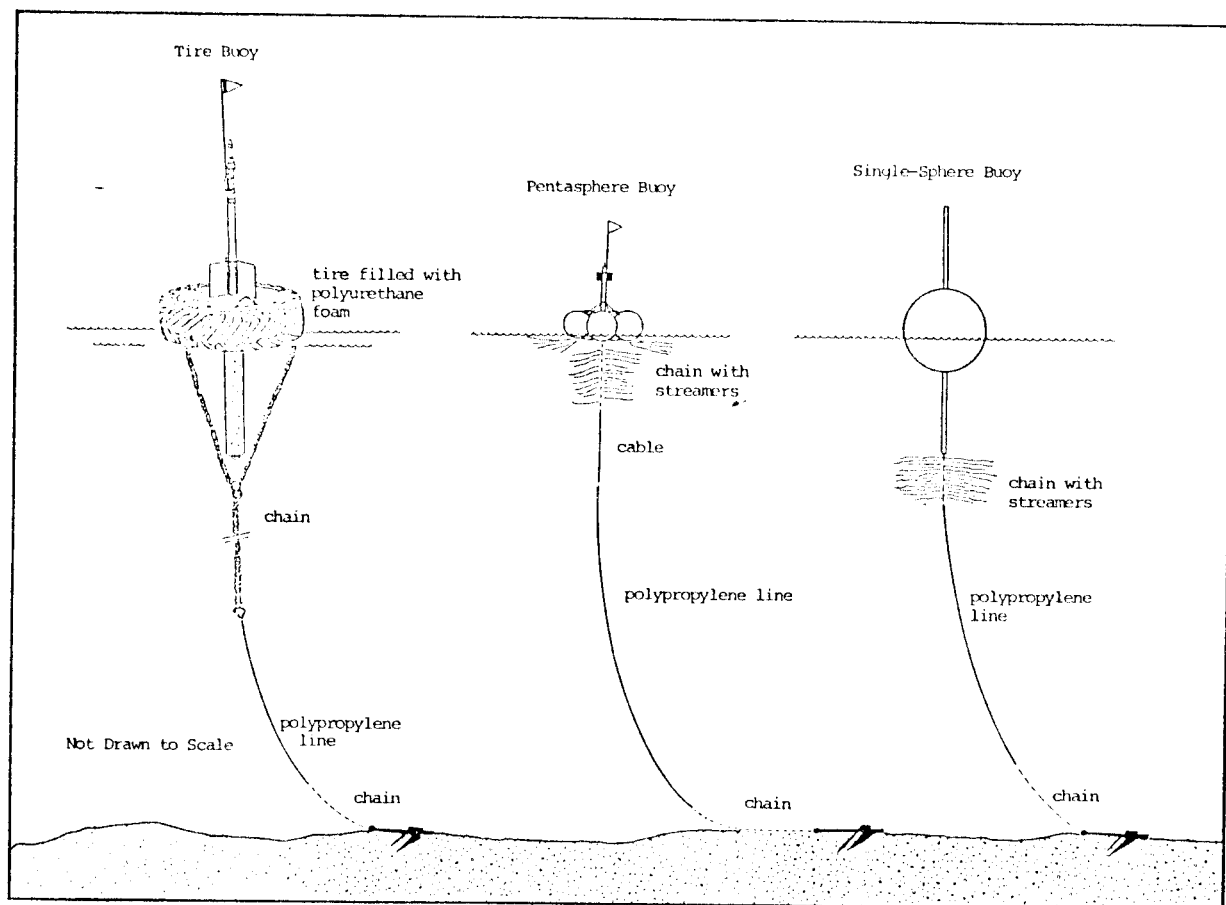 Tire Buoy
tire filled with
polyurethane
foam
chain
polypropylene
line
chain
Not Drawn to Scale
Pentasphere Buoy
chain with
streamers
cable
polypropylene line
chain
Single-Sphere Buoy
chain with
streamers
polypropylene
line
chain